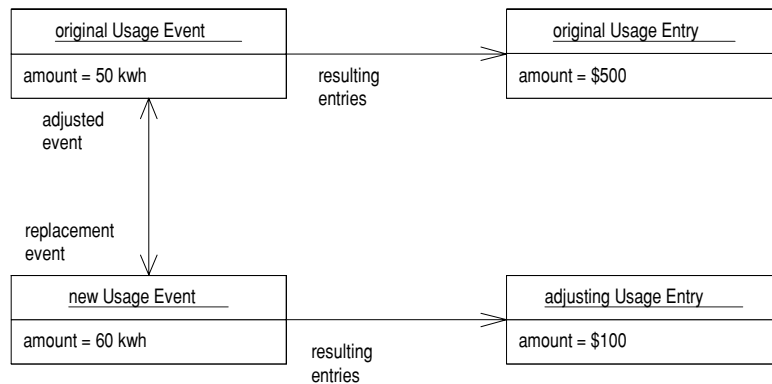 original Usage Event
amount = 50 kwh
resulting
entries
original Usage Entry
amount = $500
adjusted
event
replacement
event
new Usage Event
amount = 60 kwh
resulting
entries
adjusting Usage Entry
amount = $100